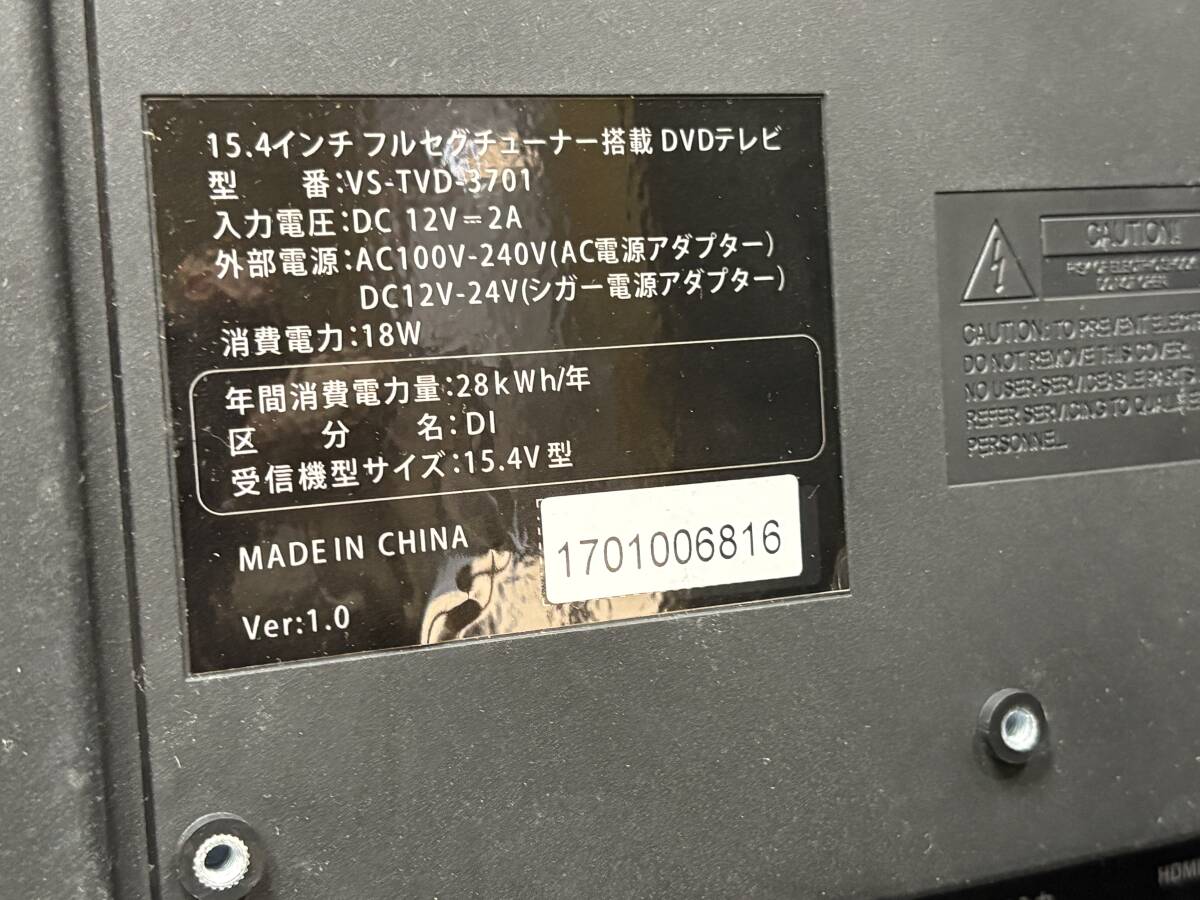 15.4インチ フルセグチューナー搭載 DVDテレビ
型 番:VS-TVD-3701
入力電圧:DC 12V⎓2A
外部電源:AC100V-240V(AC電源アダプター)
DC12V-24V(シガー電源アダプター)
消費電力:18W
年間消費電力量:28kWh/年
区 分 名:DI
受信機型サイズ:15.4V型
MADE IN CHINA
1701006816
Ver:1.0
CAUTION
CAUTION: TO PREVENT ELECT
DO NOT REMOVE THIS COVER.
NO USER-SERVICEABLE PARTS
REFER SERVICING TO QUALIF
PERSONNEL.
HDMI